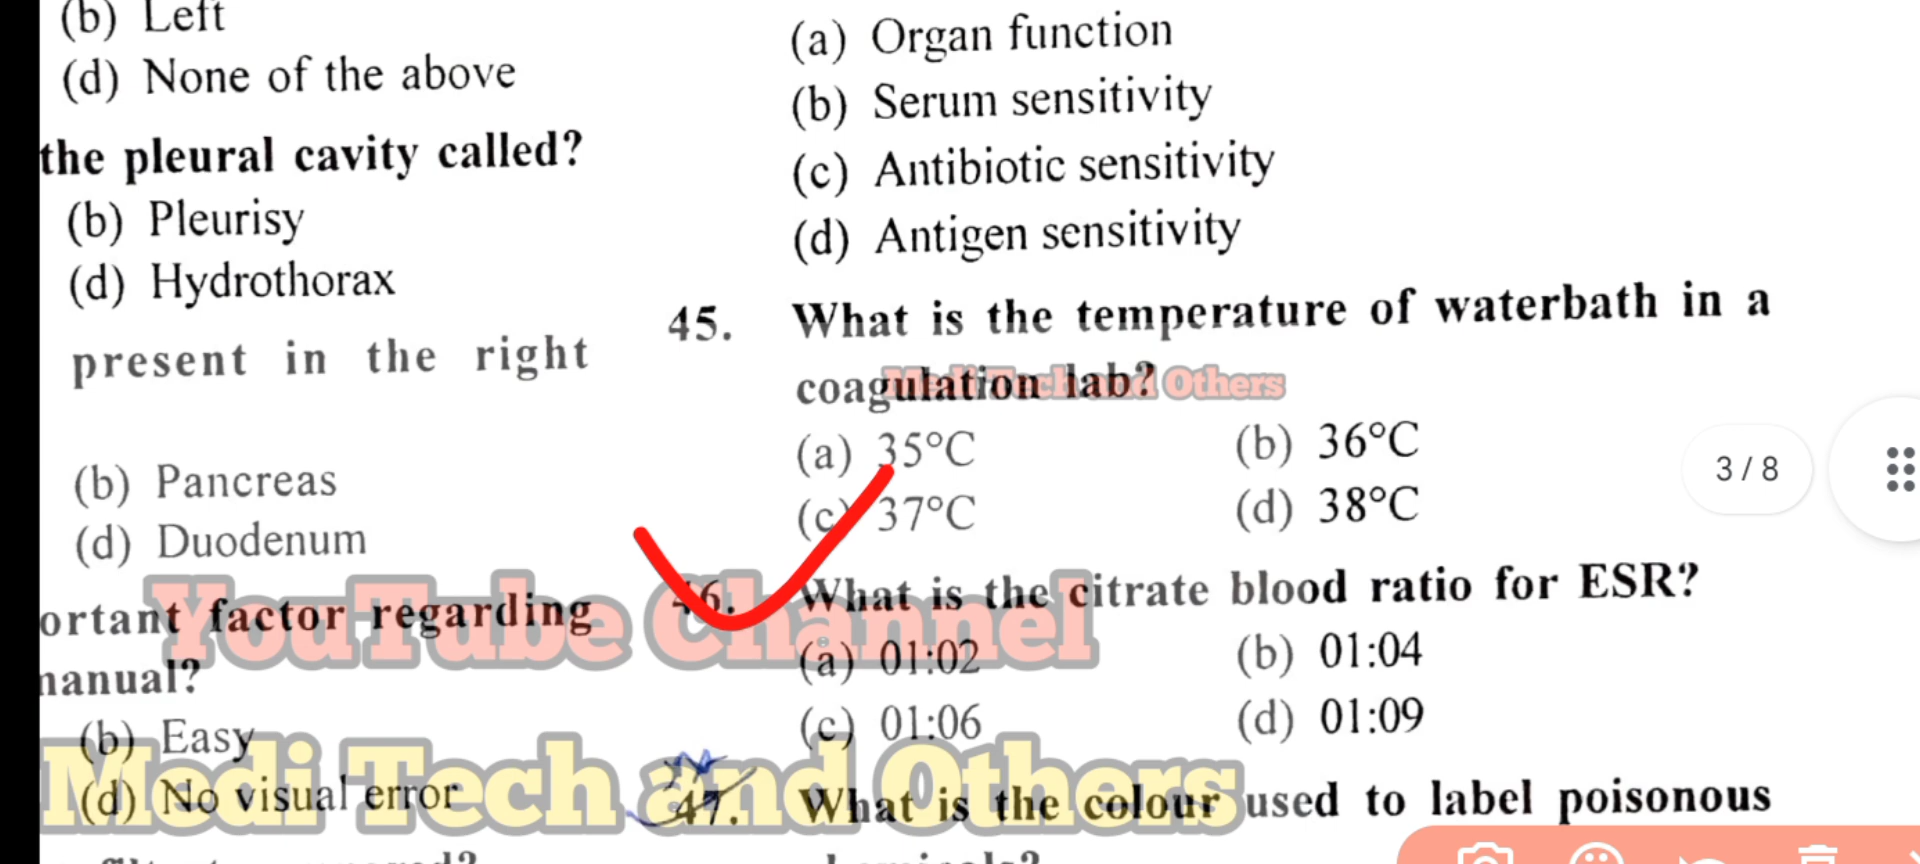 (b) Left
(d) None of the above
the pleural cavity called?
(b) Pleurisy
(d) Hydrothorax
present in the right
(b) Pancreas
(d) Duodenum
ortant factor regarding
manual?
(b) Easy
(d) No visual error
(a) Organ function
(b) Serum sensitivity
(c) Antibiotic sensitivity
(d) Antigen sensitivity
45. What is the temperature of waterbath in a
coagulation lab?
Medi Tech and Others
(a) 35°C (b) 36°C
(c) 37°C (d) 38°C
46. What is the citrate blood ratio for ESR?
(a) 01:02 (b) 01:04
(c) 01:06 (d) 01:09
47. What is the colour used to label poisonous
YouTube Channel
Medi Tech and Others
3 / 8